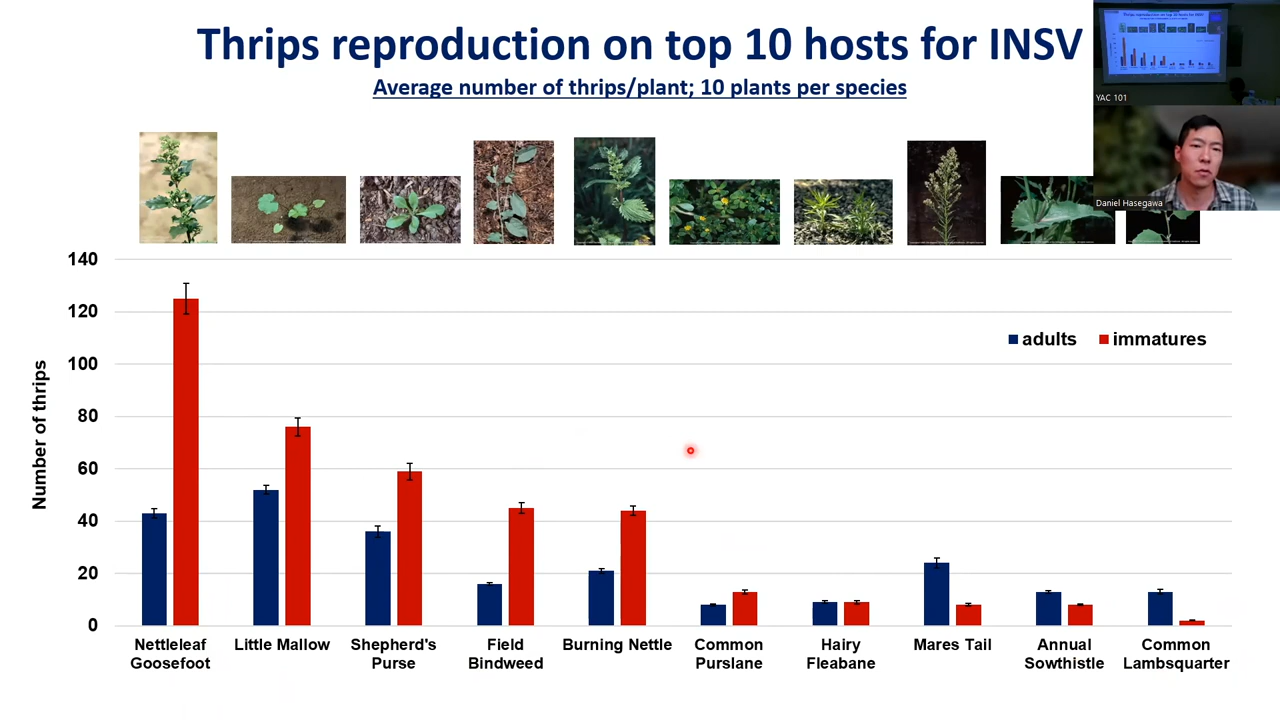 Thrips reproduction on top 10 hosts for INSV
Average number of thrips/plant; 10 plants per species
YAC 101
Daniel Hasegawa
Number of thrips
140
120
100
80
60
40
20
0
adults
immatures
Nettleleaf
Goosefoot
Little Mallow
Shepherd's
Purse
Field
Bindweed
Burning Nettle
Common
Purslane
Hairy
Fleabane
Mares Tail
Annual
Sowthistle
Common
Lambsquarter